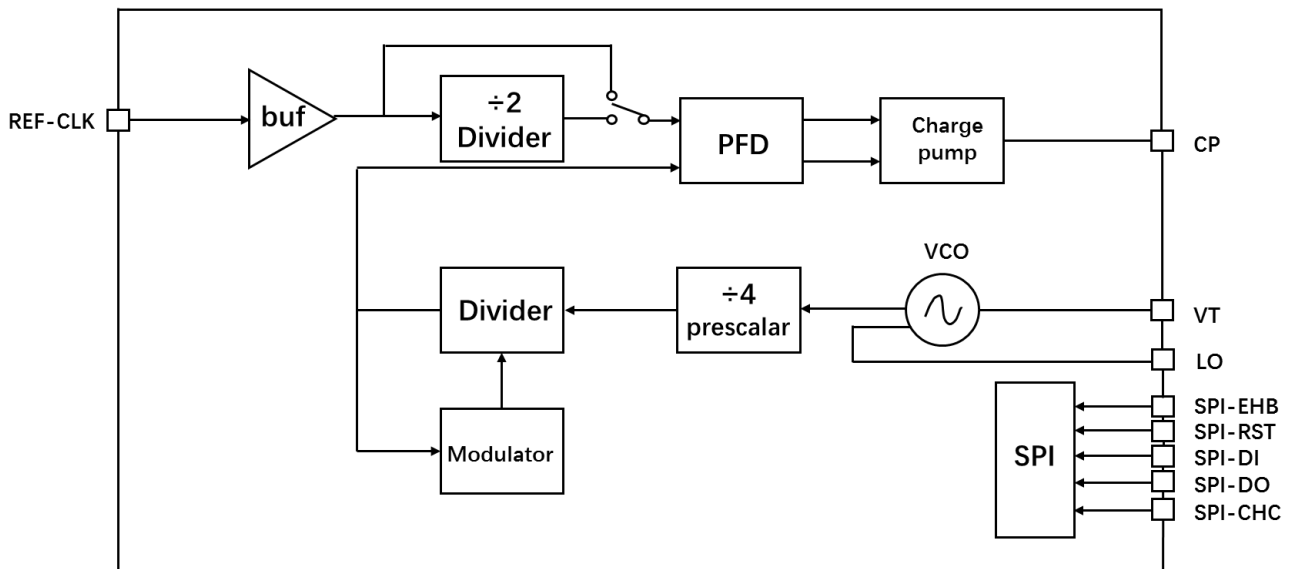 REF-CLK
buf
÷2
Divider
PFD
Charge
pump
CP
VCO
Divider
÷4
prescalar
VT
LO
Modulator
SPI
SPI-EHB
SPI-RST
SPI-DI
SPI-DO
SPI-CHC